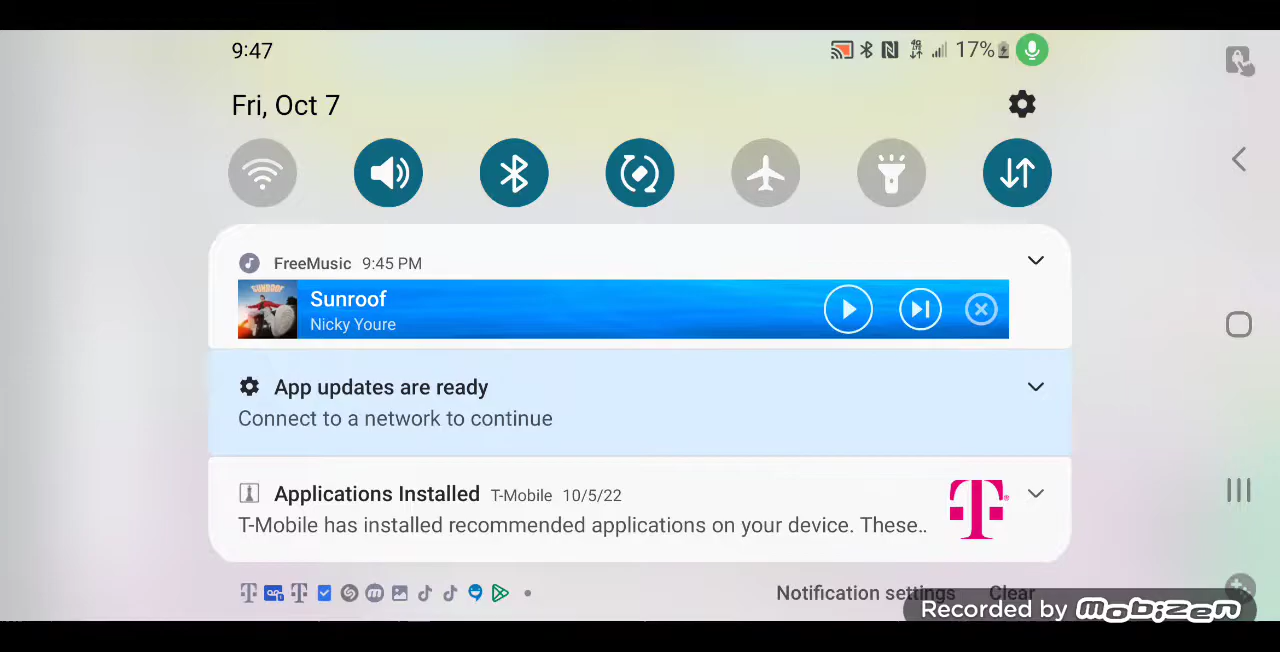 9:47
17%
Fri, Oct 7
FreeMusic 9:45 PM
SUNROOF
Sunroof
Nicky Youre
App updates are ready
Connect to a network to continue
Applications Installed T-Mobile 10/5/22
T-Mobile has installed recommended applications on your device. These..
Notification settings Clear
Recorded by mobizen